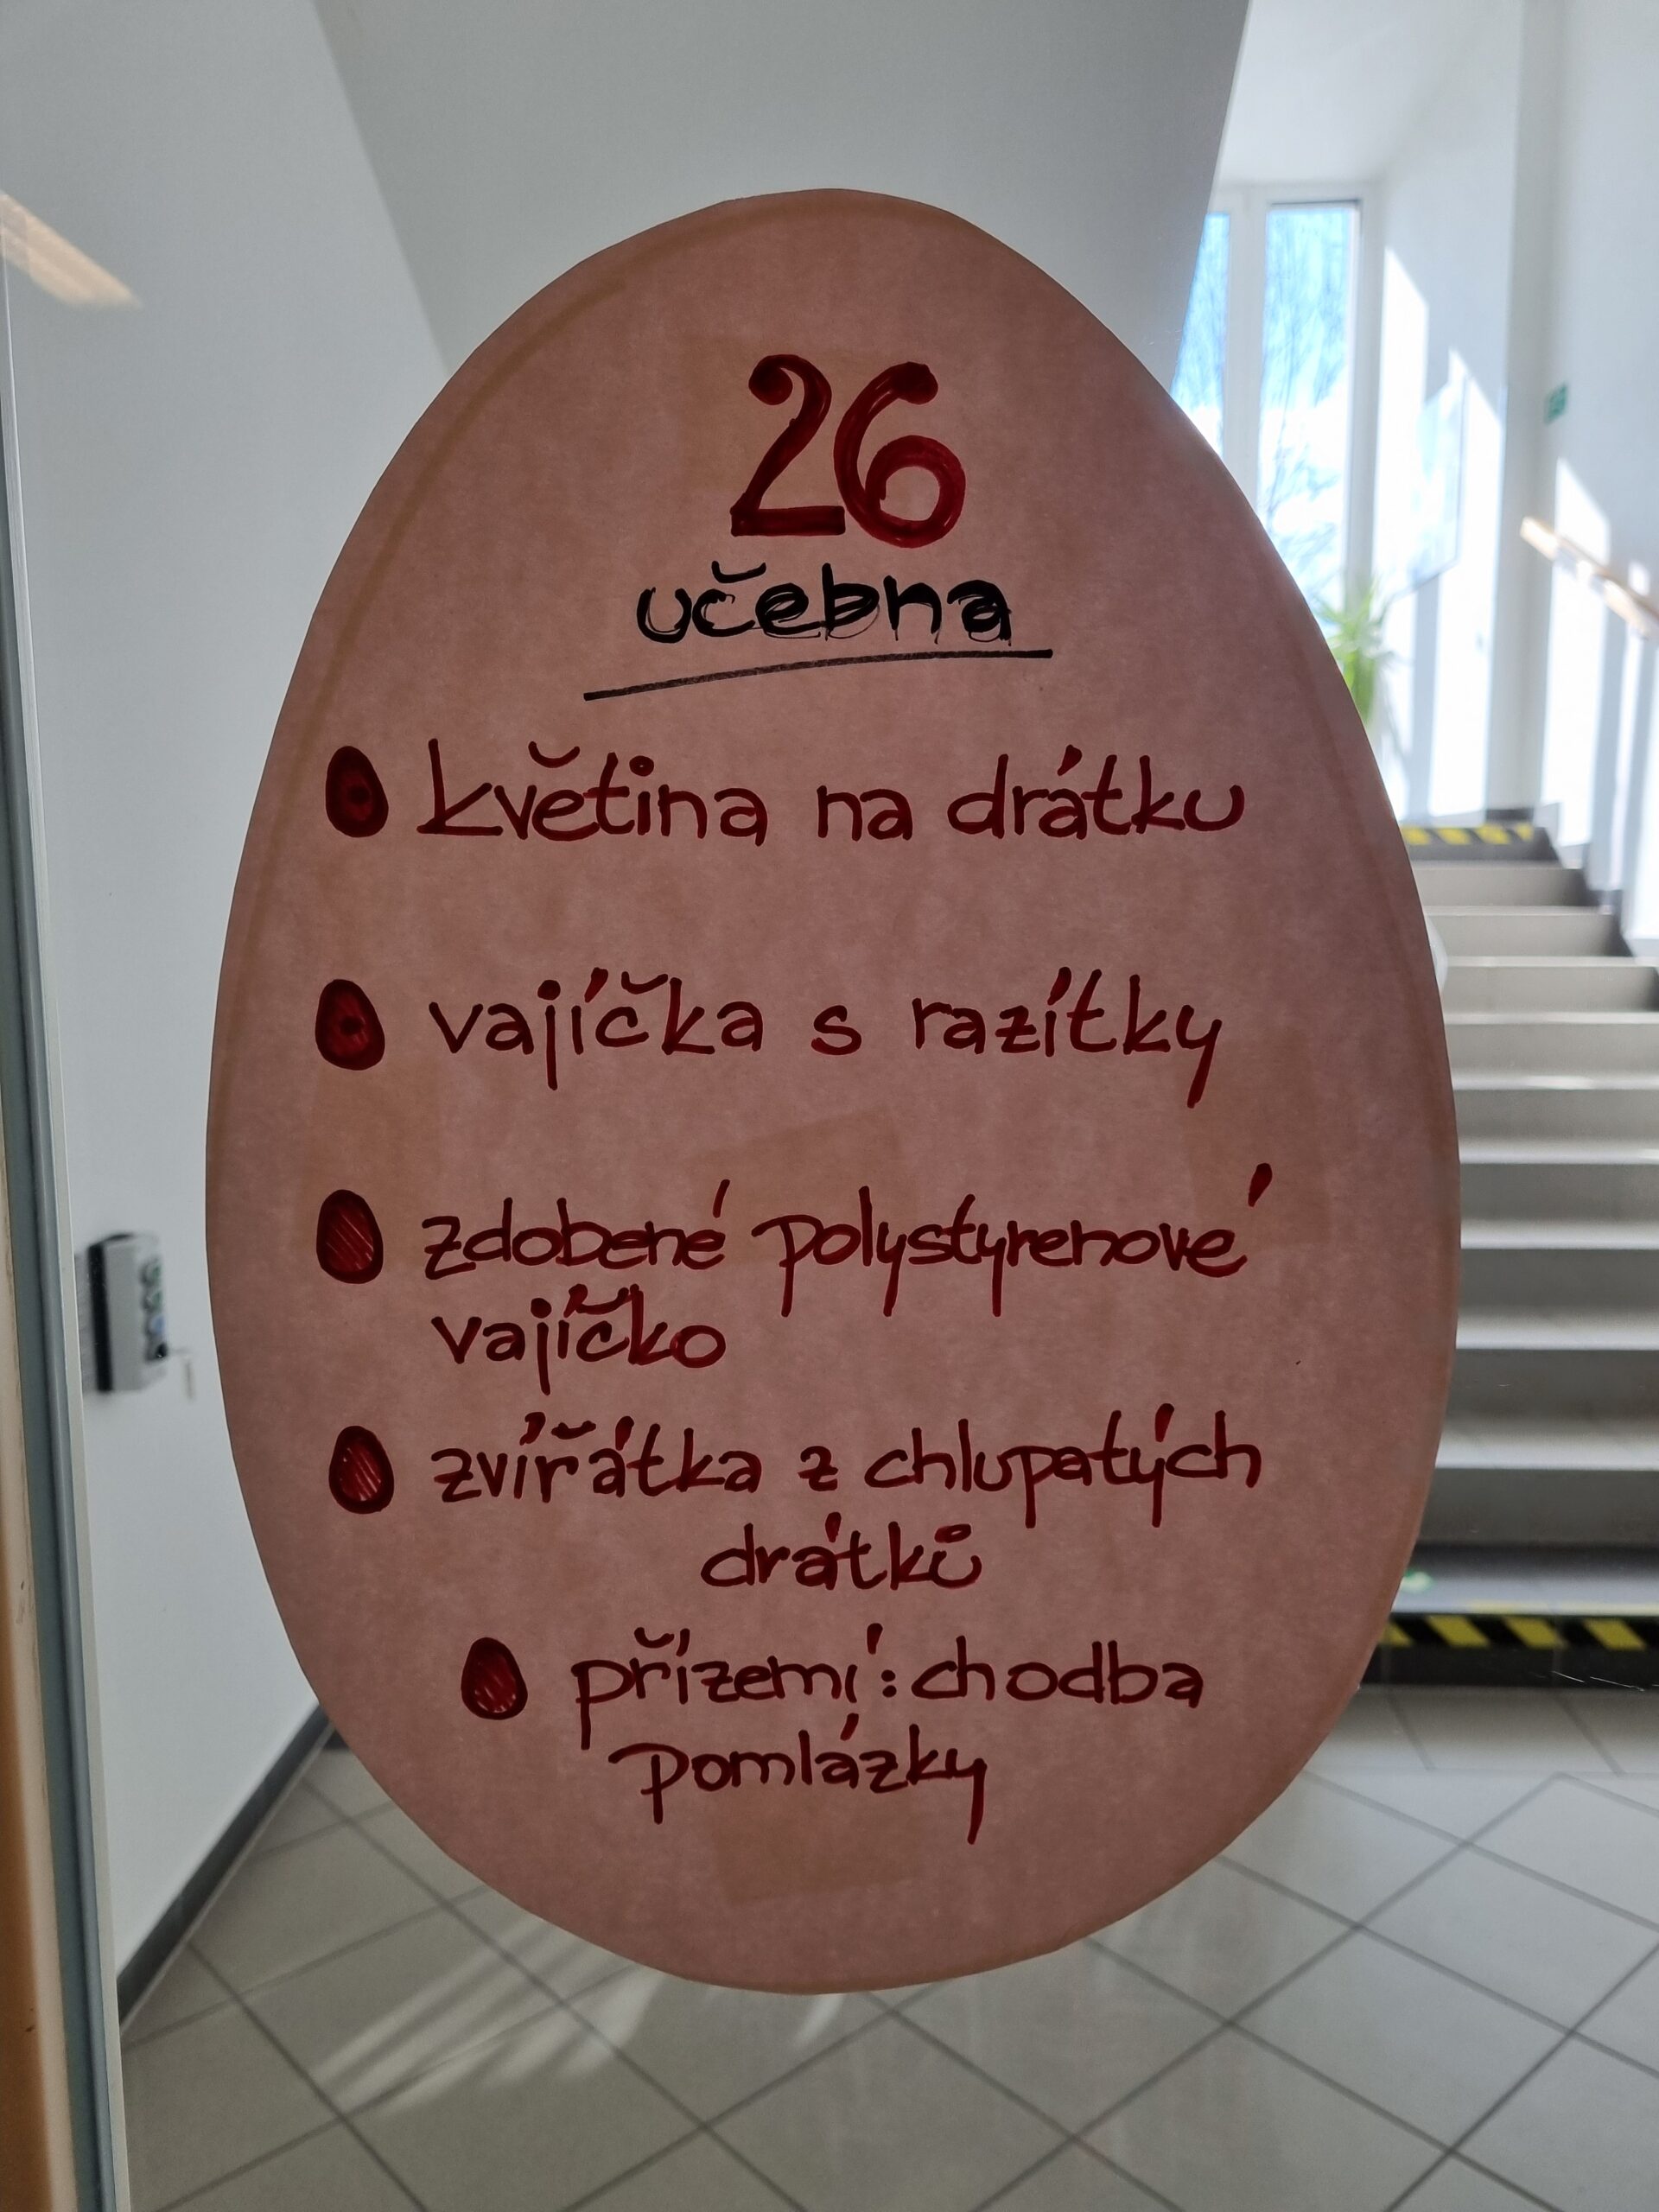 26
učebna
květina na drátku
vajíčka s razítky
zdobené polystyrenové
vajíčko
zvířátka z chlupatých
drátků
přízemí: chodba
pomlázky